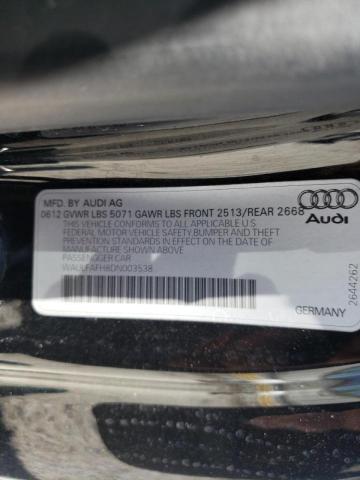 MFD. BY AUDI AG
0612 GVWR LBS 5071 GAWR LBS FRONT 2513/REAR 2668
THIS VEHICLE CONFORMS TO ALL APPLICABLE U.S.
FEDERAL MOTOR VEHICLE SAFETY, BUMPER AND THEFT
PREVENTION STANDARDS IN EFFECT ON THE DATE OF
MANUFACTURE SHOWN ABOVE.
PASSENGER CAR
WAULFAFH8DN003538
Audi
GERMANY
2644262